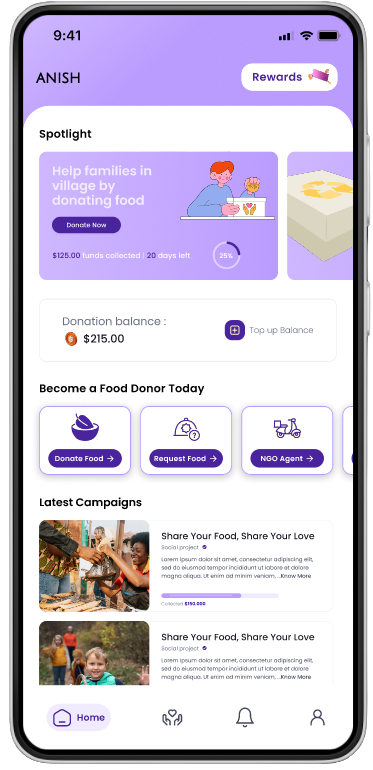 9:41
ANISH
Rewards
Spotlight
Help families in
village by
donating food
Donate Now
$125.00 funds collected | 20 days left
25%
Donation balance :
$215.00
Top up Balance
Become a Food Donor Today
Donate Food →
Request Food →
NGO Agent →
Latest Campaigns
Share Your Food, Share Your Love
Social project
Lorem ipsum dolor sit amet, consectetur adipiscing elit,
sed do eiusmod tempor incididunt ut labore et dolore
magna aliqua. Ut enim ad minim veniam, ...Know More
Collected $150.000
Share Your Food, Share Your Love
Social project
Lorem ipsum dolor sit amet, consectetur adipiscing elit,
sed do eiusmod tempor incididunt ut labore et dolore
magna aliqua. Ut enim ad minim veniam, ...Know More
Home